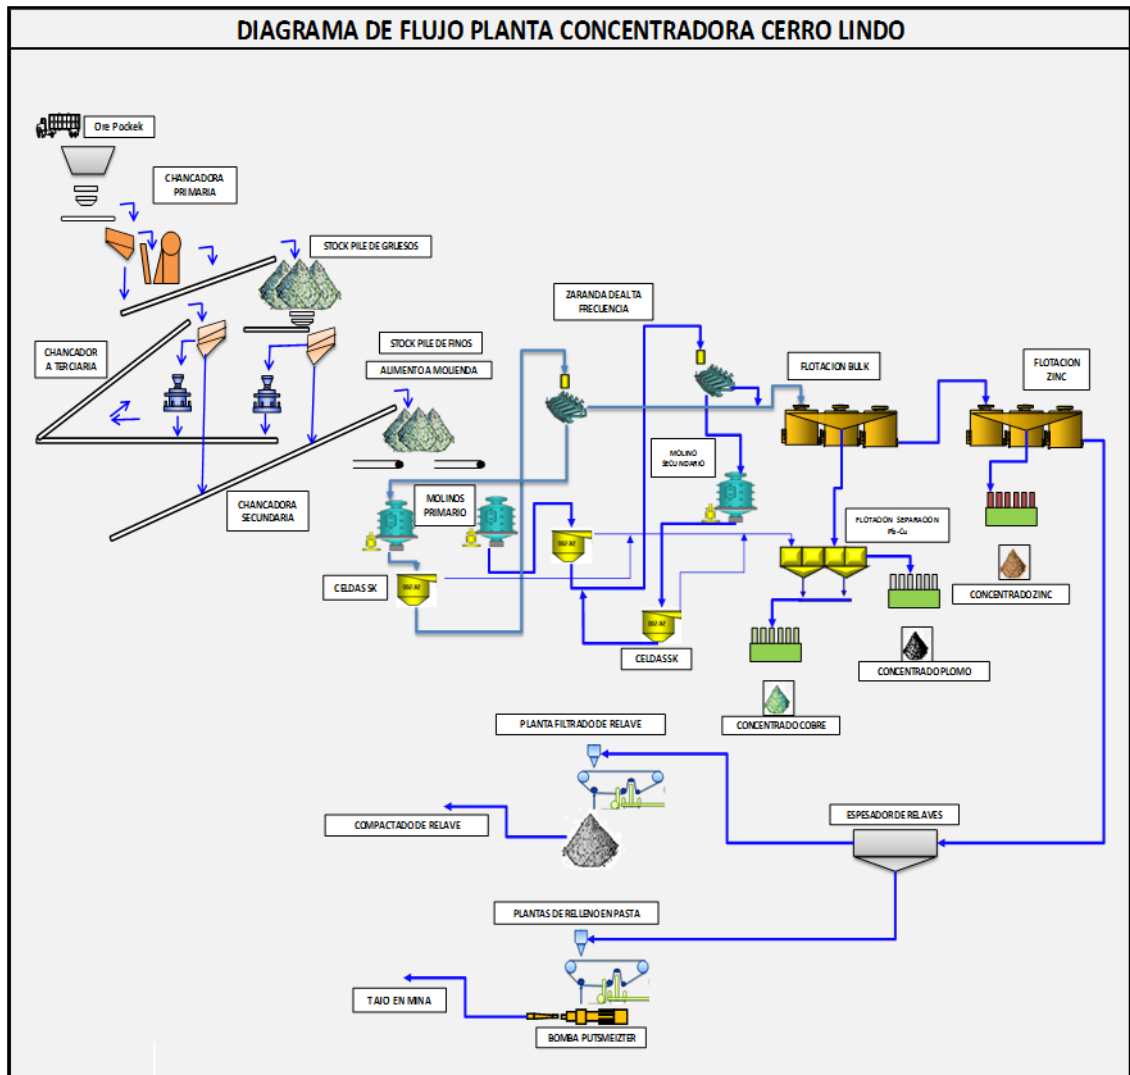 DIAGRAMA DE FLUJO PLANTA CONCENTRADORA CERRO LINDO
Ore Pockek
CHANCADORA
PRIMARIA
STOCK PILE DE GRUESOS
ZARANDA DE ALTA
FRECUENCIA
CHANCADOR
A TERCIARIA
STOCK PILE DE FINOS
ALIMENTO A MOLIENDA
FLOTACION BULK
FLOTACION
ZINC
MOLINO
SECUNDARIO
CHANCADORA
SECUNDARIA
MOLINOS
PRIMARIO
FLOTACION SEPARACION
Pb-Cu
CELDAS SK
CELDAS SK
CONCENTRADO ZINC
CONCENTRADO PLOMO
CONCENTRADO COBRE
PLANTA FILTRADO DE RELAVE
COMPACTADO DE RELAVE
ESPESADOR DE RELAVES
PLANTAS DE RELLENO EN PASTA
TAJO EN MINA
BOMBA PUTSMEIZTER